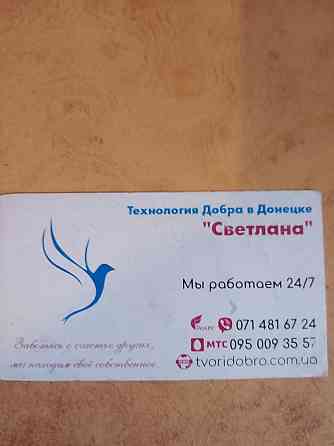 Технология Добра в Донецке
"Светлана"
Мы работаем 24/7
071 481 67 24
МТС 095 009 35 57
tvoridobro.com.ua
Заботясь о счастье других,
мы находим своё собственное.